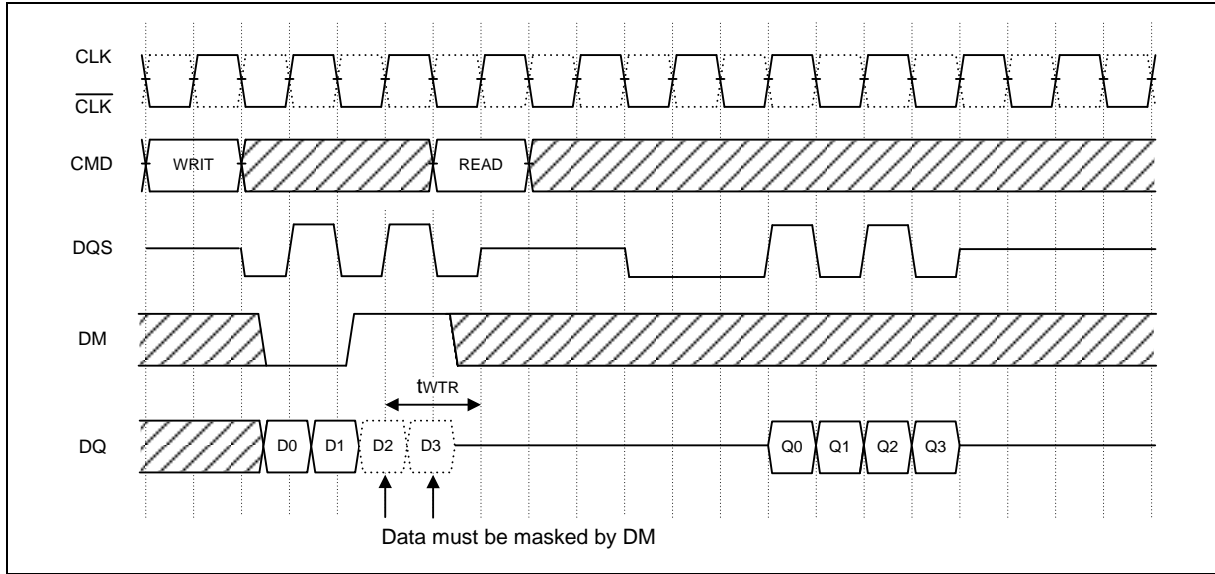 CLK
CLK
CMD WRIT READ
DQS
DM
tWTR
DQ D0 D1 D2 D3 Q0 Q1 Q2 Q3
Data must be masked by DM